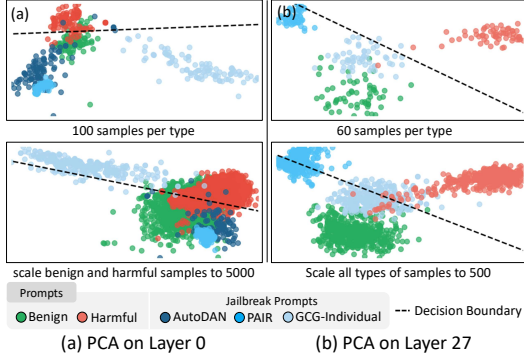 (a)
(b)
100 samples per type
60 samples per type
scale benign and harmful samples to 5000
Scale all types of samples to 500
Prompts
Jailbreak Prompts
Benign
Harmful
AutoDAN
PAIR
GCG-Individual
Decision Boundary
(a) PCA on Layer 0
(b) PCA on Layer 27